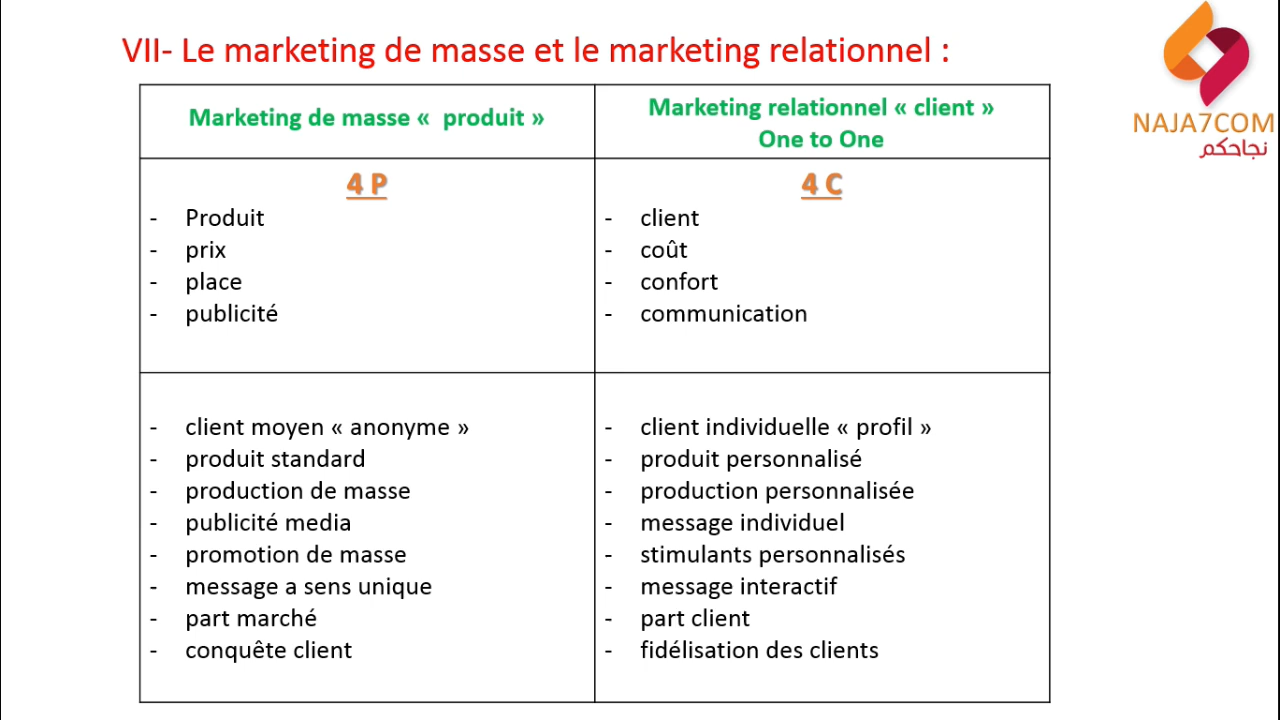 VII- Le marketing de masse et le marketing relationnel :
NAJA7COM
نجاحكم
Marketing de masse «  produit »
Marketing relationnel « client »
One to One
4 P
- Produit
- prix
- place
- publicité
4 C
- client
- coût
- confort
- communication
- client moyen « anonyme »
- produit standard
- production de masse
- publicité media
- promotion de masse
- message a sens unique
- part marché
- conquête client
- client individuelle « profil »
- produit personnalisé
- production personnalisée
- message individuel
- stimulants personnalisés
- message interactif
- part client
- fidélisation des clients